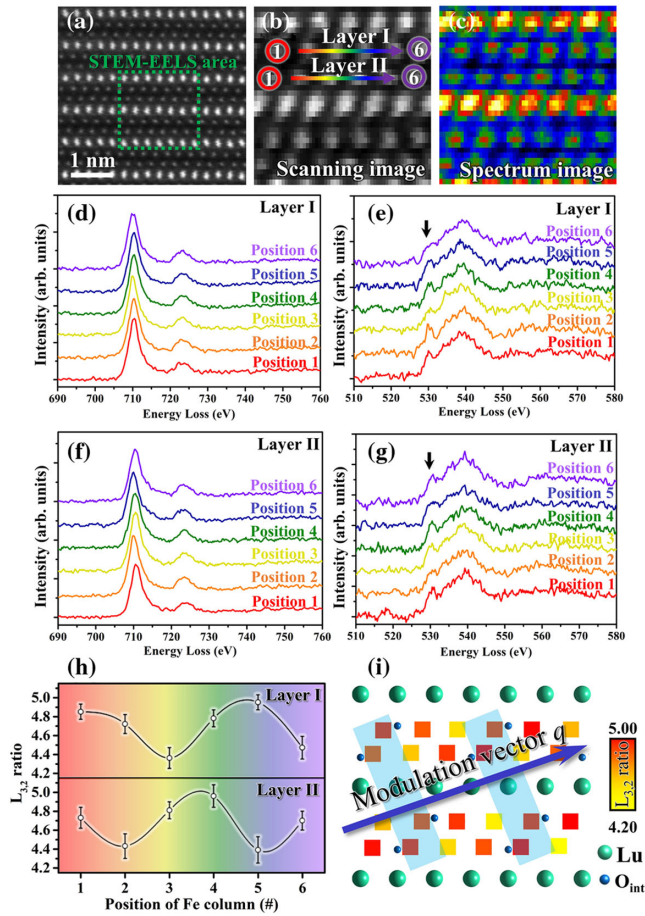 (a)
STEM-EELS area
1 nm
(b)
Layer I
1
6
Layer II
1
6
Scanning image
(c)
Spectrum image
(d)
Layer I
Position 6
Position 5
Position 4
Position 3
Position 2
Position 1
Intensity (arb. units)
690 700 710 720 730 740 750 760
Energy Loss (eV)
(e)
Layer I
Position 6
Position 5
Position 4
Position 3
Position 2
Position 1
Intensity (arb. units)
510 520 530 540 550 560 570 580
Energy Loss (eV)
(f)
Layer II
Position 6
Position 5
Position 4
Position 3
Position 2
Position 1
Intensity (arb. units)
690 700 710 720 730 740 750 760
Energy Loss (eV)
(g)
Layer II
Position 6
Position 5
Position 4
Position 3
Position 2
Position 1
Intensity (arb. units)
510 520 530 540 550 560 570 580
Energy Loss (eV)
(h)
Layer I
5.0
4.8
4.6
4.4
4.2
Layer II
5.0
4.8
4.6
4.4
4.2
L3,2 ratio
1 2 3 4 5 6
Position of Fe column (#)
(i)
Modulation vector q
5.00
L3,2 ratio
4.20
Lu
Oint